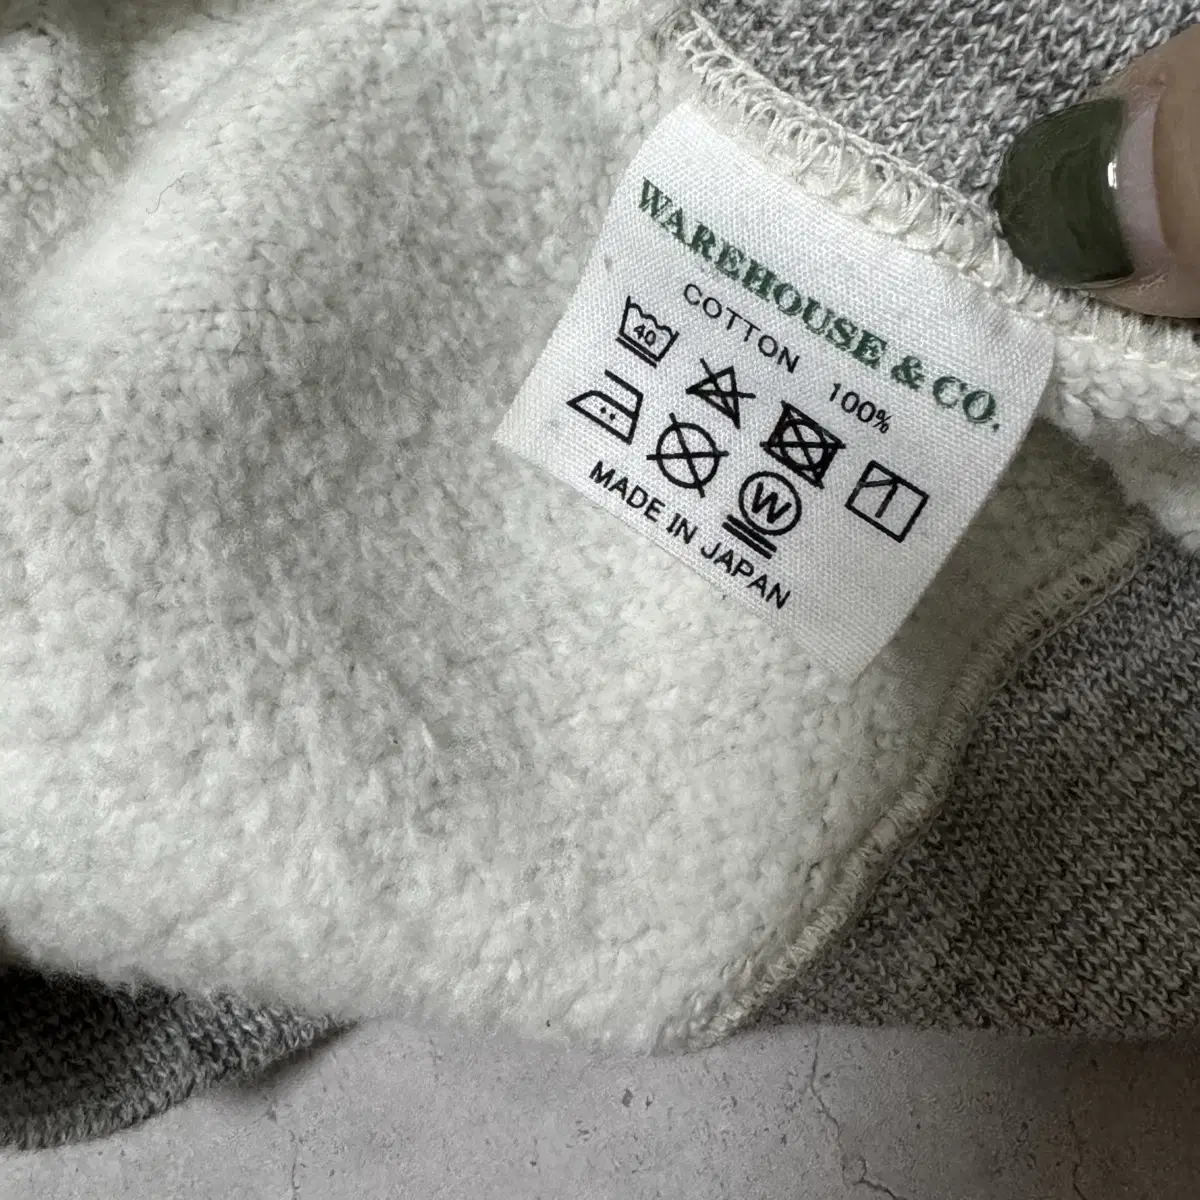 WAREHOUSE & CO.
COTTON 100%
40
W
MADE IN JAPAN